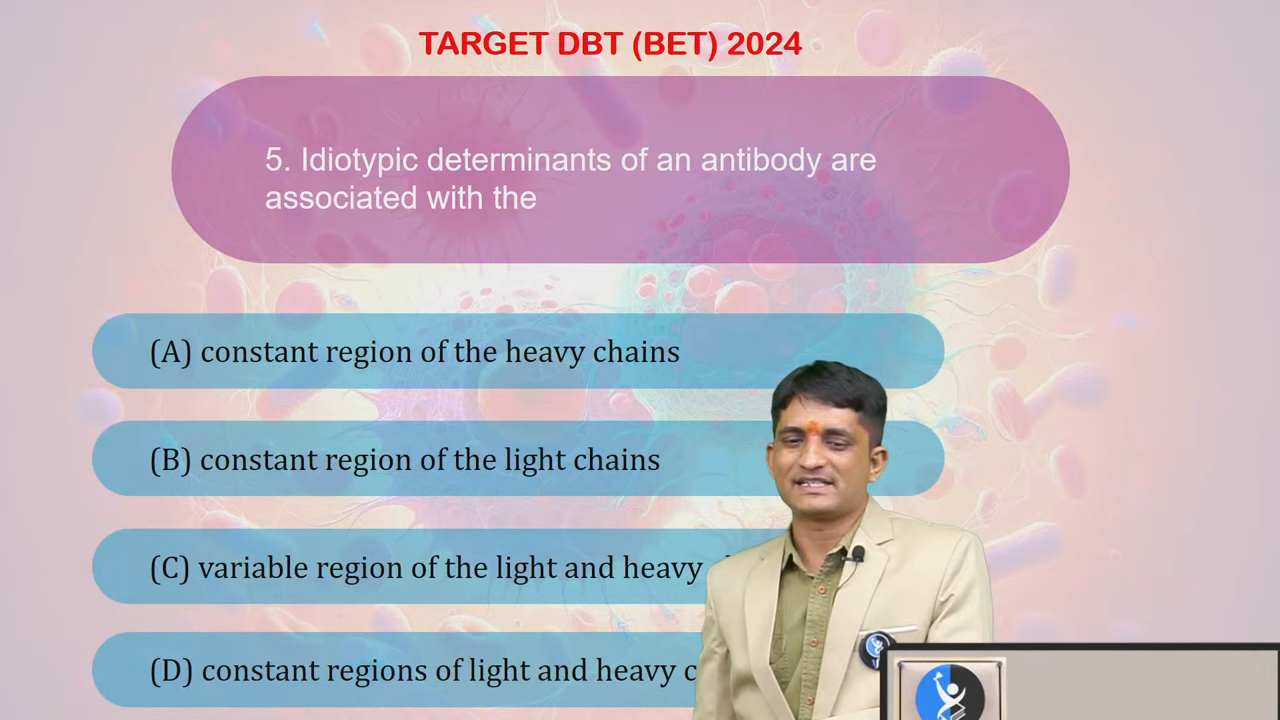 TARGET DBT (BET) 2024
5. Idiotypic determinants of an antibody are
associated with the
(A) constant region of the heavy chains
(B) constant region of the light chains
(C) variable region of the light and heavy
(D) constant regions of light and heavy